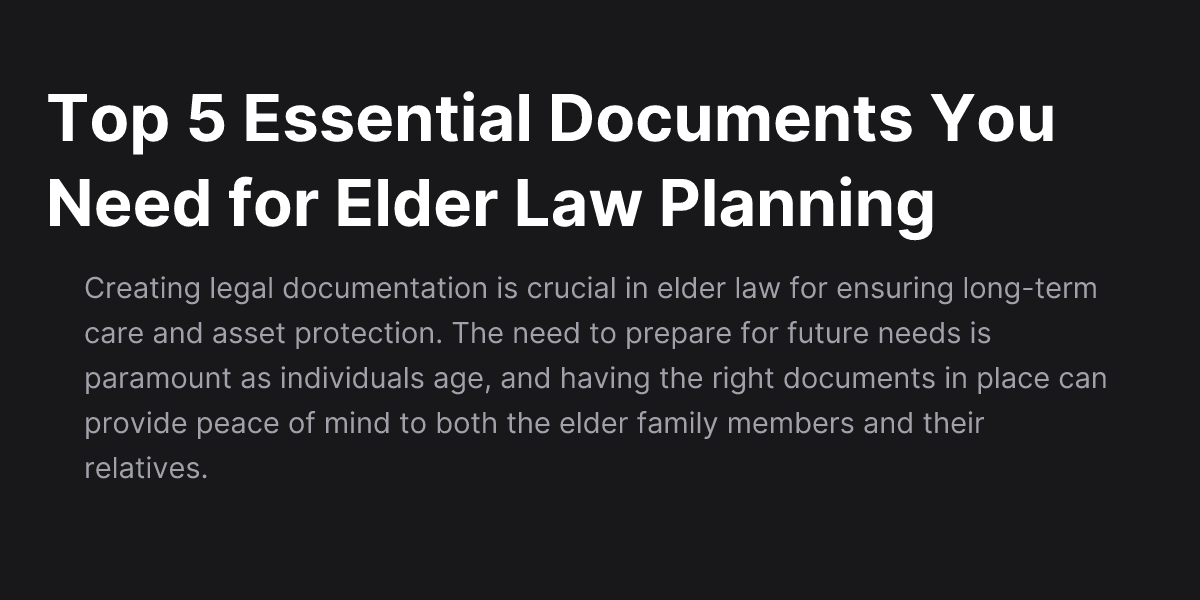 Top 5 Essential Documents You
Need for Elder Law Planning
Creating legal documentation is crucial in elder law for ensuring long-term
care and asset protection. The need to prepare for future needs is
paramount as individuals age, and having the right documents in place can
provide peace of mind to both the elder family members and their
relatives.